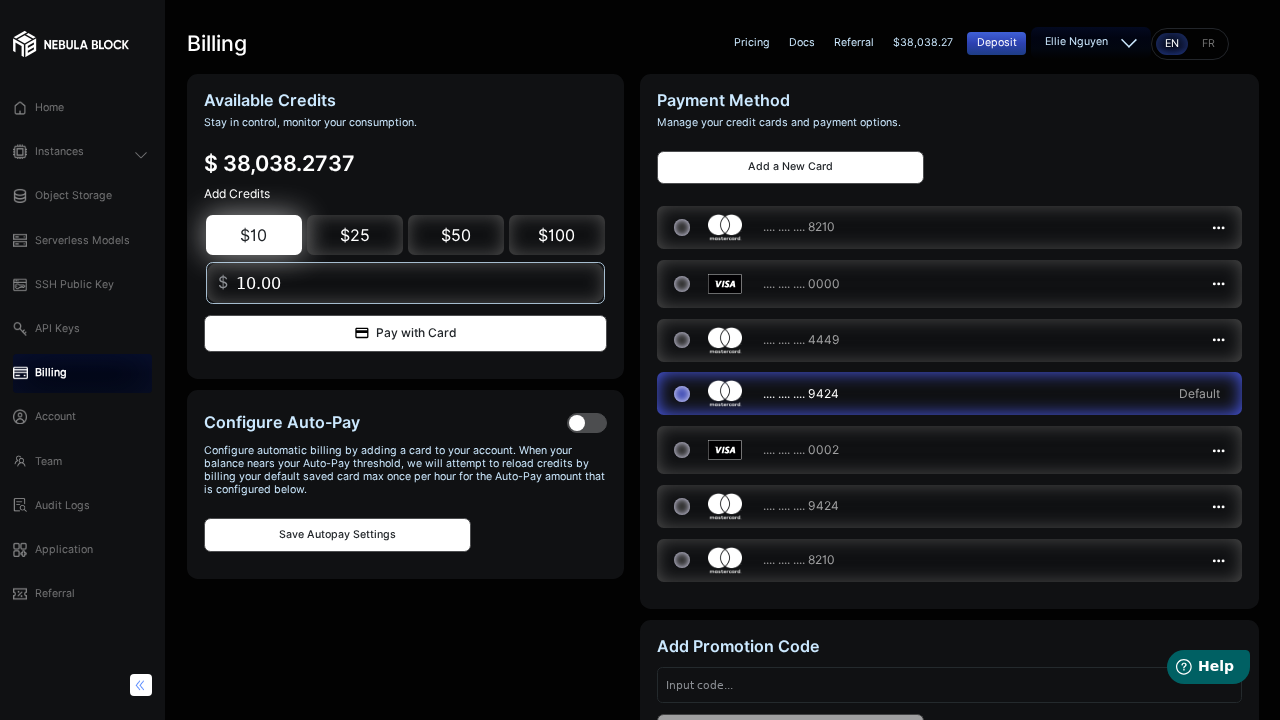 NEBULA BLOCK
Home
Instances
Object Storage
Serverless Models
SSH Public Key
API Keys
Billing
Account
Team
Audit Logs
Application
Referral
Billing
Pricing
Docs
Referral
$38,038.27
Deposit
Ellie Nguyen
EN
FR
Available Credits
Stay in control, monitor your consumption.
$ 38,038.2737
Add Credits
$10
$25
$50
$100
$ 10.00
Pay with Card
Configure Auto-Pay
Configure automatic billing by adding a card to your account. When your
balance nears your Auto-Pay threshold, we will attempt to reload credits by
billing your default saved card max once per hour for the Auto-Pay amount that
is configured below.
Save Autopay Settings
Payment Method
Manage your credit cards and payment options.
Add a New Card
mastercard .... .... .... 8210
VISA .... .... .... 0000
mastercard .... .... .... 4449
mastercard .... .... .... 9424 Default
VISA .... .... .... 0002
mastercard .... .... .... 9424
mastercard .... .... .... 8210
Add Promotion Code
Input code...
Help